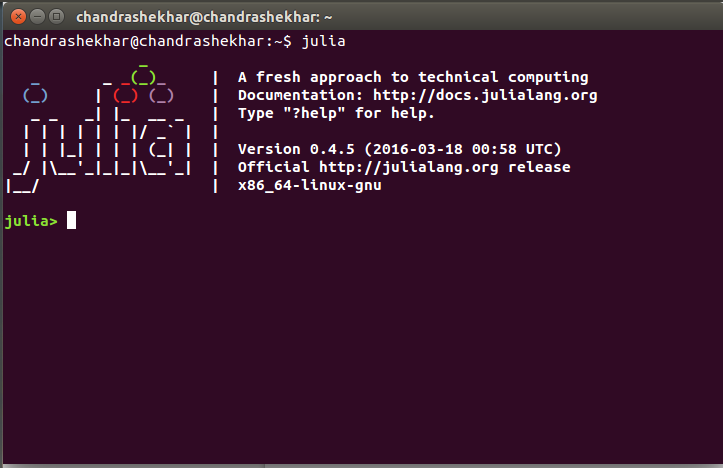 chandrashekhar@chandrashekhar: ~
chandrashekhar@chandrashekhar:~$ julia
               _
   _       _ _(_)_     |  A fresh approach to technical computing
  (_)     | (_) (_)    |  Documentation: http://docs.julialang.org
   _ _   _| |_  __ _   |  Type "?help" for help.
  | | | | | | |/ _` |  |
  | | |_| | | | (_| |  |  Version 0.4.5 (2016-03-18 00:58 UTC)
 _/ |\__'_|_|_|\__'_|  |  Official http://julialang.org release
|__/                   |  x86_64-linux-gnu
julia>